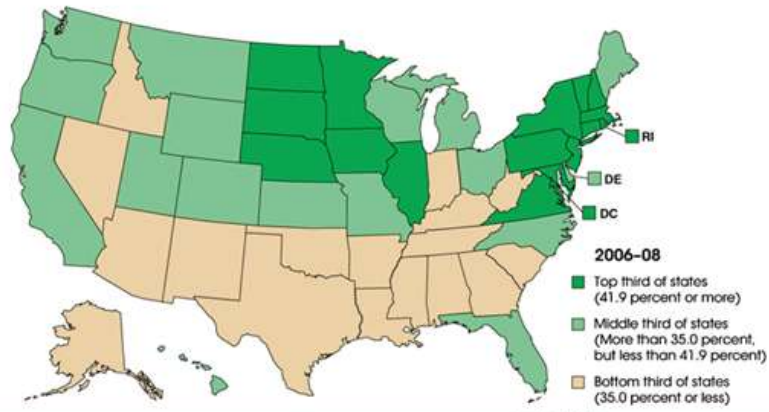 RI
DE
DC
2006–08
Top third of states
(41.9 percent or more)
Middle third of states
(More than 35.0 percent,
but less than 41.9 percent)
Bottom third of states
(35.0 percent or less)